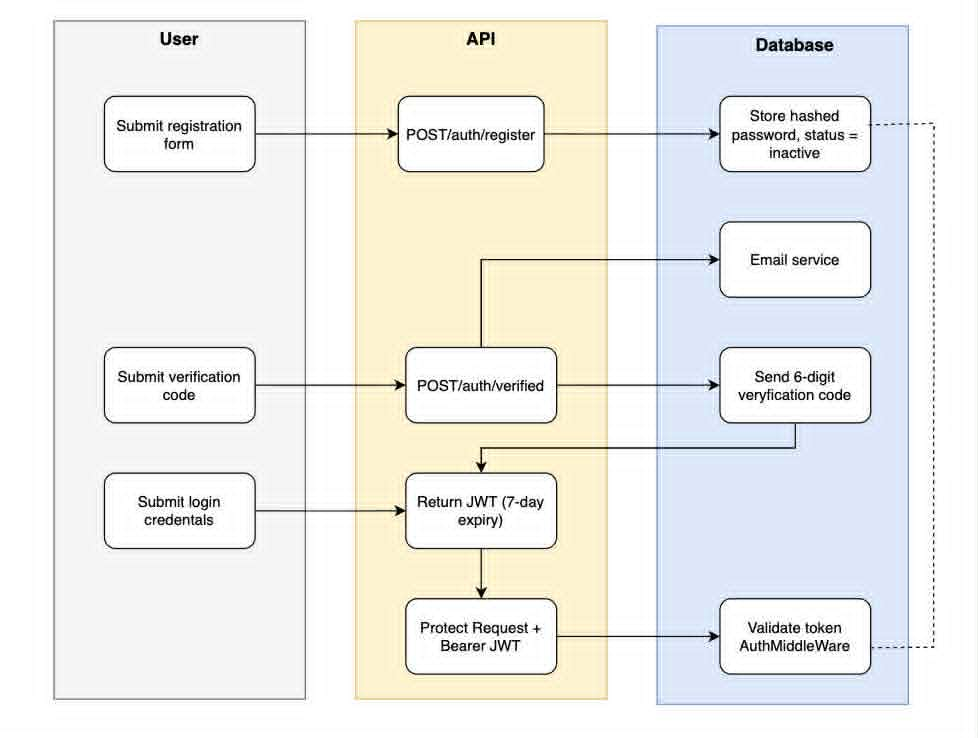 User
API
Database
Submit registration
form
POST/auth/register
Store hashed
password, status =
inactive
Email service
Submit verification
code
POST/auth/verified
Send 6-digit
veryfication code
Submit login
credentals
Return JWT (7-day
expiry)
Protect Request +
Bearer JWT
Validate token
AuthMiddleWare